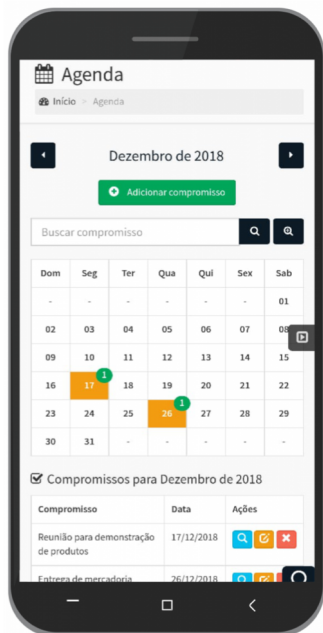 Agenda
Início > Agenda
Dezembro de 2018
Adicionar compromisso
Buscar compromisso
Dom Seg Ter Qua Qui Sex Sab
- - - - - - 01
02 03 04 05 06 07 08
09 10 11 12 13 14 15
16 17 1 18 19 20 21 22
23 24 25 26 1 27 28 29
30 31 - - - - -
Compromissos para Dezembro de 2018
Compromisso Data Ações
Reunião para demonstração 17/12/2018
de produtos
Entrega de mercadoria 26/12/2018